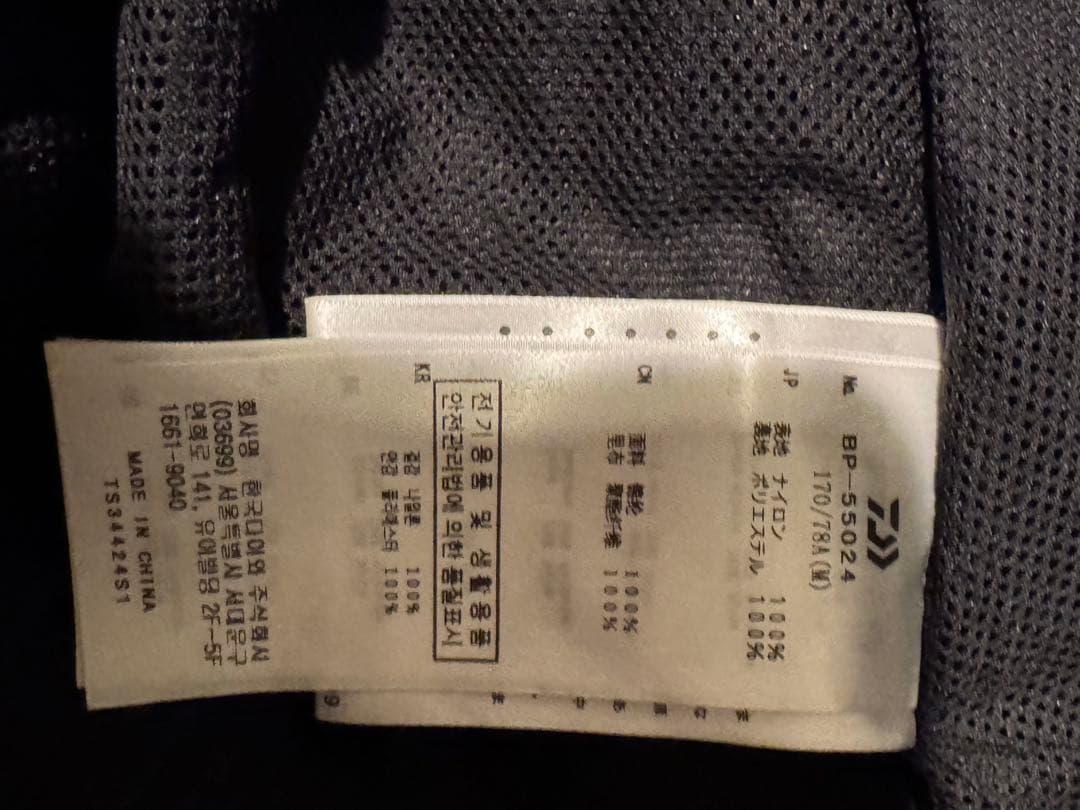 No. BP-55024
170/78A(M)
JP 表地 ナイロン 100%
裏地 ポリエステル 100%
CN 面料 锦纶 100%
里布 聚酯纤维 100%
전기용품 및 생활용품
안전관리법에 의한 품질표시
KR 겉감 나일론 100%
안감 폴리에스터 100%
회사명 한국다이와 주식회사
(03699) 서울특별시 서대문구
연희로 141, 유어빌딩 2F~5F
1661-9040
MADE IN CHINA
TS34424S1